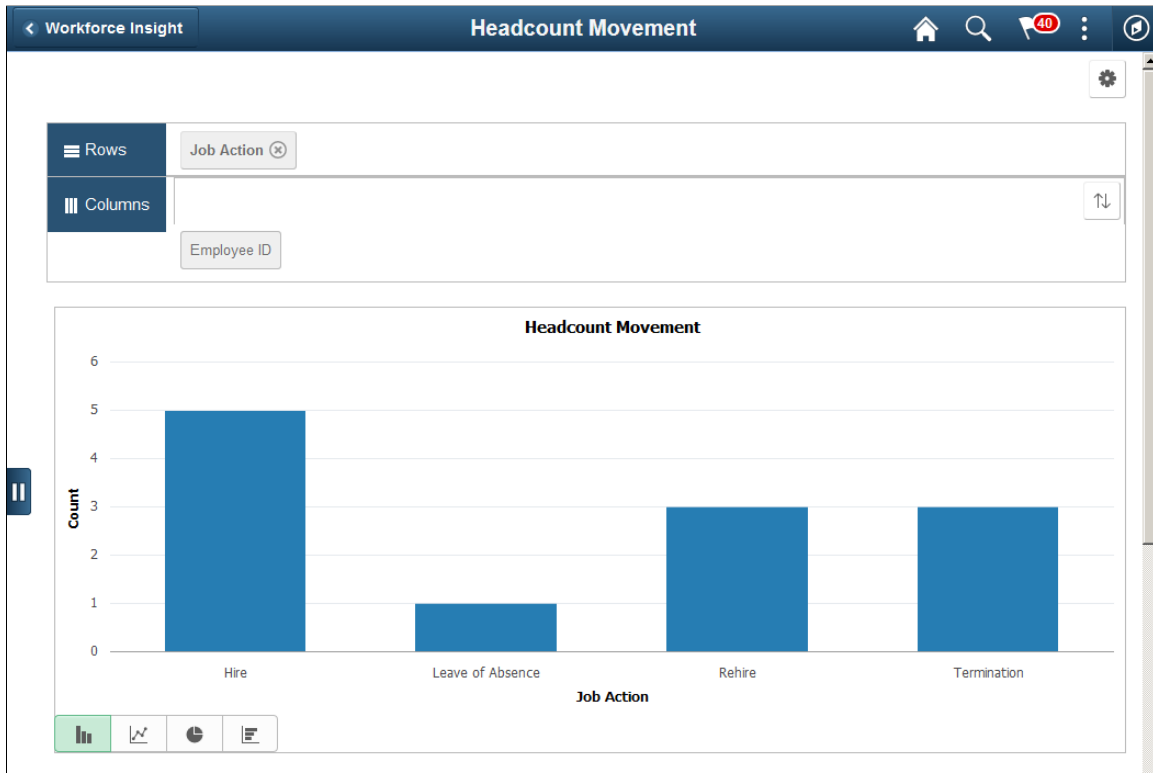 Workforce Insight
Headcount Movement
40
Rows
Job Action
Columns
Employee ID
Headcount Movement
6
5
4
3
2
1
0
Count
Hire
Leave of Absence
Rehire
Termination
Job Action